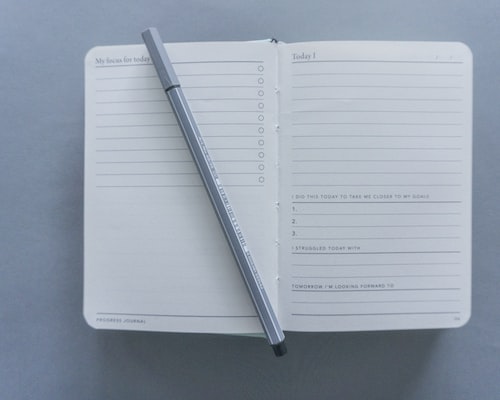 My focus for today
PROGRESS JOURNAL
Today I
I DID THIS TODAY TO TAKE ME CLOSER TO MY GOALS
1.
2.
3.
I STRUGGLED TODAY WITH
TOMORROW, I'M LOOKING FORWARD TO